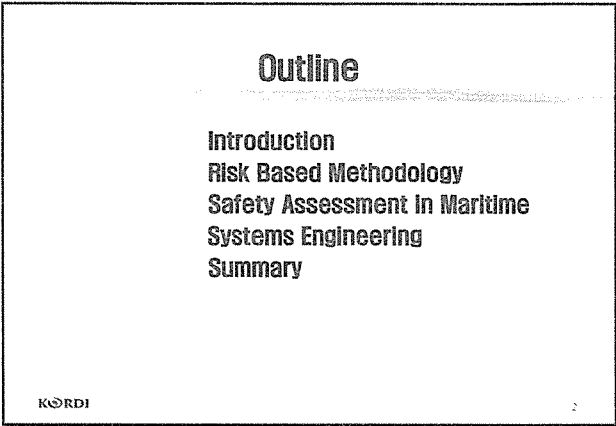 Outline
Introduction
Risk Based Methodology
Safety Assessment in Maritime
Systems Engineering
Summary
KORDI
2